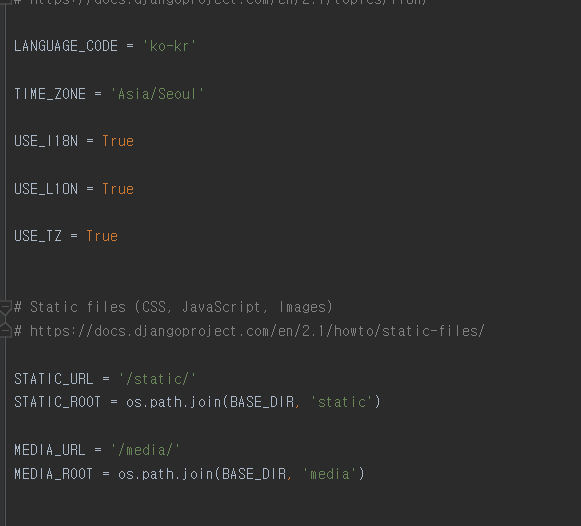 # https://docs.djangoproject.com/en/2.1/topics/i18n/
LANGUAGE_CODE = 'ko-kr'
TIME_ZONE = 'Asia/Seoul'
USE_I18N = True
USE_L10N = True
USE_TZ = True
# Static files (CSS, JavaScript, Images)
# https://docs.djangoproject.com/en/2.1/howto/static-files/
STATIC_URL = '/static/'
STATIC_ROOT = os.path.join(BASE_DIR, 'static')
MEDIA_URL = '/media/'
MEDIA_ROOT = os.path.join(BASE_DIR, 'media')